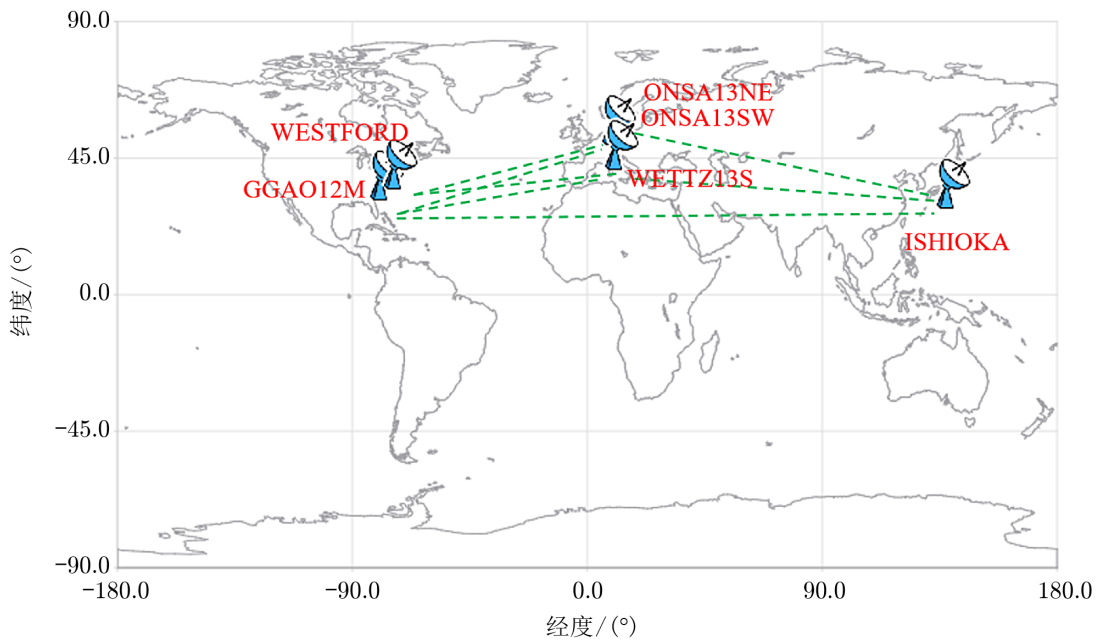 90.0
ONSA13NE
ONSA13SW
WESTFORD
45.0
WETTZ13S
GGAO12M
ISHIOKA
0.0
纬度/(°)
−45.0
−90.0
−180.0 −90.0 0.0 90.0 180.0
经度/(°)